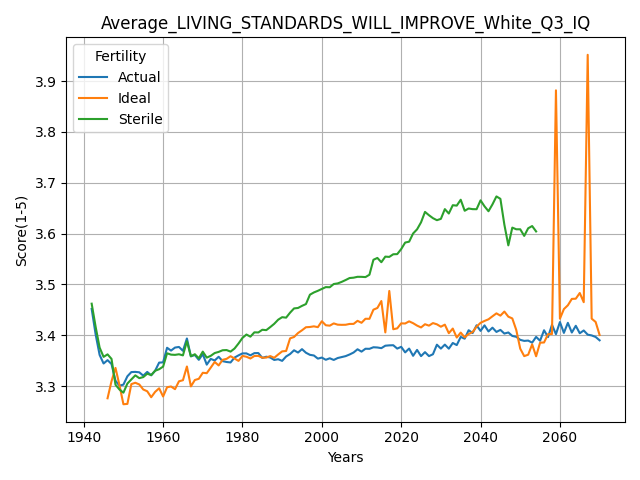 Average_LIVING_STANDARDS_WILL_IMPROVE_White_Q3_IQ
Fertility
Actual
Ideal
Sterile
3.9
3.8
3.7
3.6
3.5
3.4
3.3
Score(1-5)
1940
1960
1980
2000
2020
2040
2060
Years